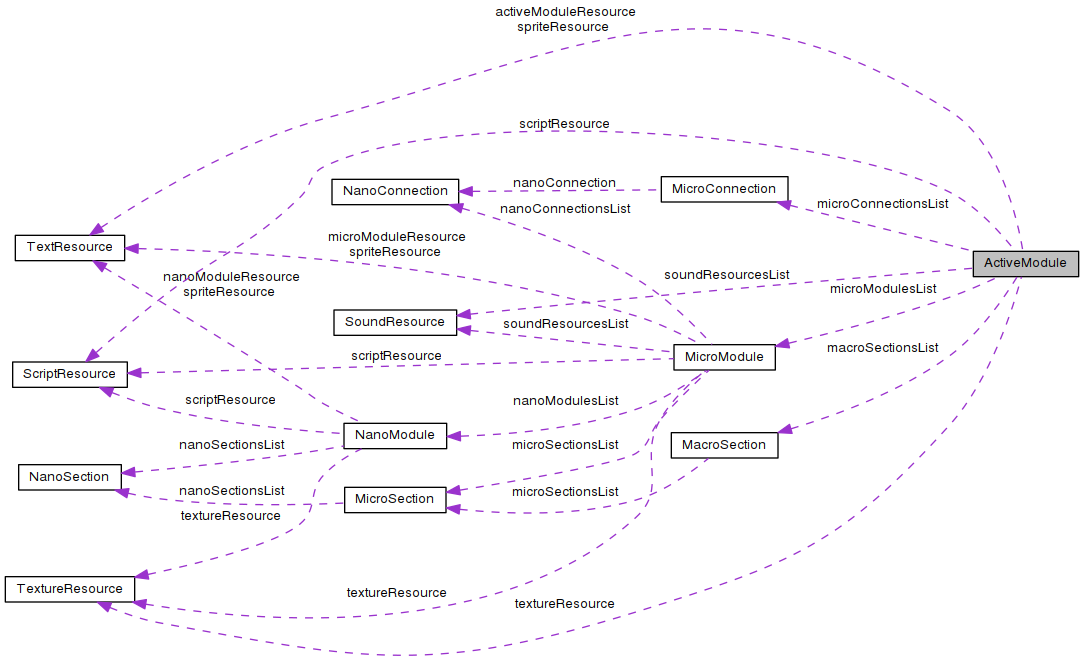 activeModuleResource
spriteResource
scriptResource
nanoConnection
NanoConnection
MicroConnection
nanoConnectionsList
microConnectionsList
TextResource
microModuleResource
spriteResource
ActiveModule
nanoModuleResource
spriteResource
soundResourcesList
microModulesList
SoundResource
soundResourcesList
macroSectionsList
scriptResource
MicroModule
ScriptResource
scriptResource
nanoModulesList
NanoModule
nanoSectionsList
microSectionsList
MacroSection
NanoSection
nanoSectionsList
MicroSection
microSectionsList
textureResource
TextureResource
textureResource
textureResource